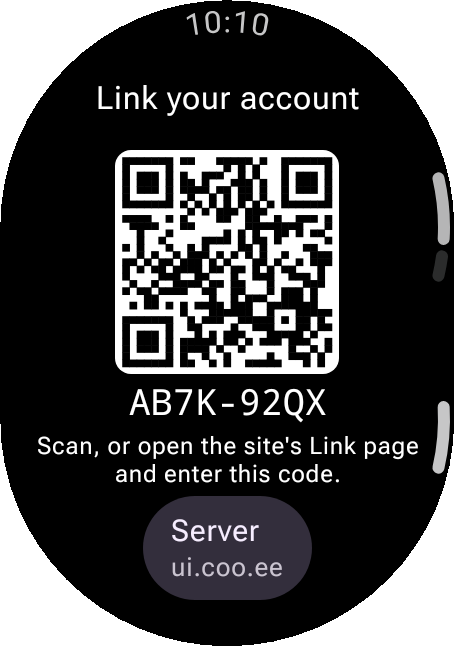 10:10
Link your account
AB7K-92QX
Scan, or open the site's Link page
and enter this code.
Server
ui.coo.ee